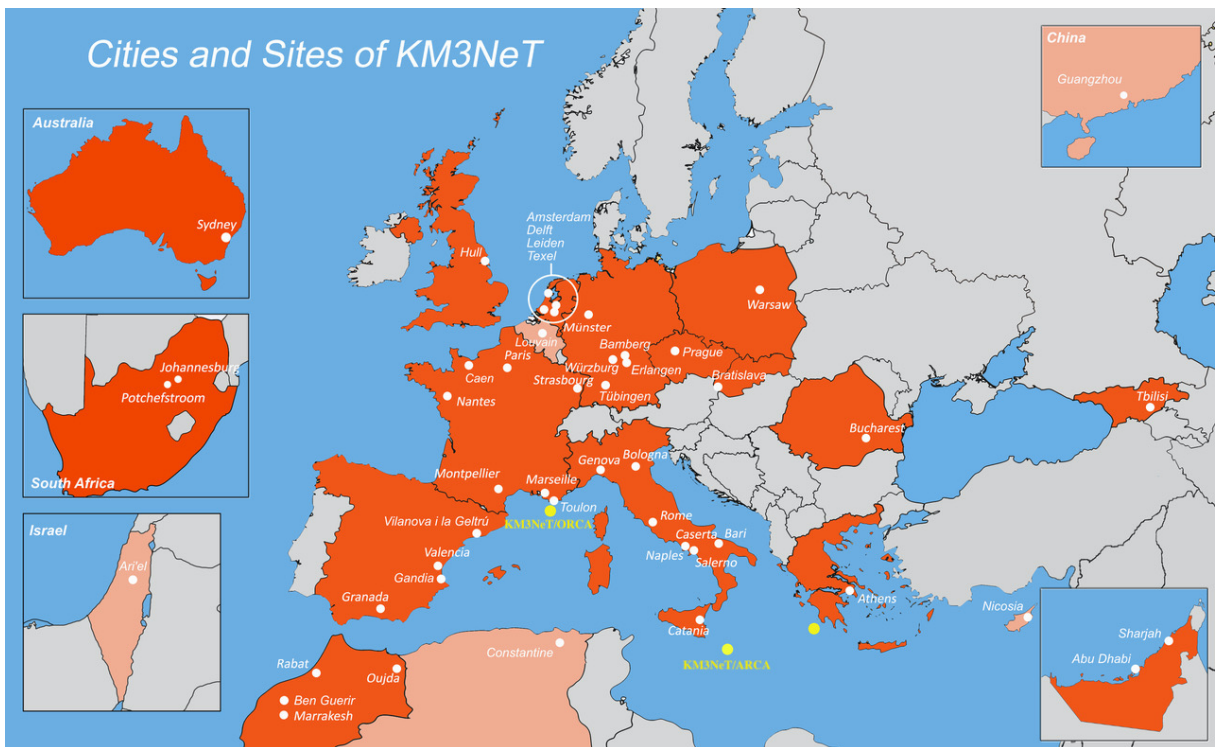 Cities and Sites of KM3NeT
China
Guangzhou
Australia
Sydney
Amsterdam
Delft
Leiden
Texel
Hull
Warsaw
Münster
Louvain
Paris
Bamberg
Prague
Caen
Würzburg
Erlangen
Strasbourg
Bratislava
Tübingen
Nantes
Johannesburg
Potchefstroom
South Africa
Tbilisi
Bucharest
Genova
Bologna
Montpellier
Marseille
Toulon
KM3NeT/ORCA
Vilanova i la Geltrú
Rome
Caserta
Bari
Naples
Salerno
Valencia
Gandia
Granada
Israel
Ari'el
Athens
Nicosia
Catania
Sharjah
Abu Dhabi
Constantine
KM3NeT/ARCA
Rabat
Oujda
Ben Guerir
Marrakesh